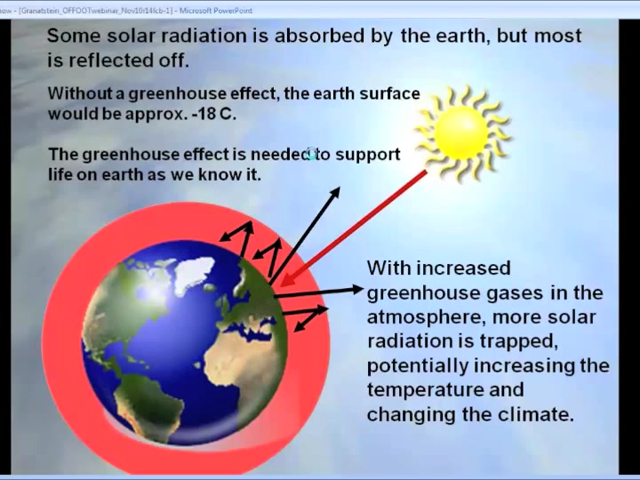 now - [Granatstein_OFFOOTwebinar_Nov19r14lcb-1] - Microsoft PowerPoint
Some solar radiation is absorbed by the earth, but most
is reflected off.
Without a greenhouse effect, the earth surface
would be approx. -18 C.
The greenhouse effect is needed to support
life on earth as we know it.
With increased
greenhouse gases in the
atmosphere, more solar
radiation is trapped,
potentially increasing the
temperature and
changing the climate.